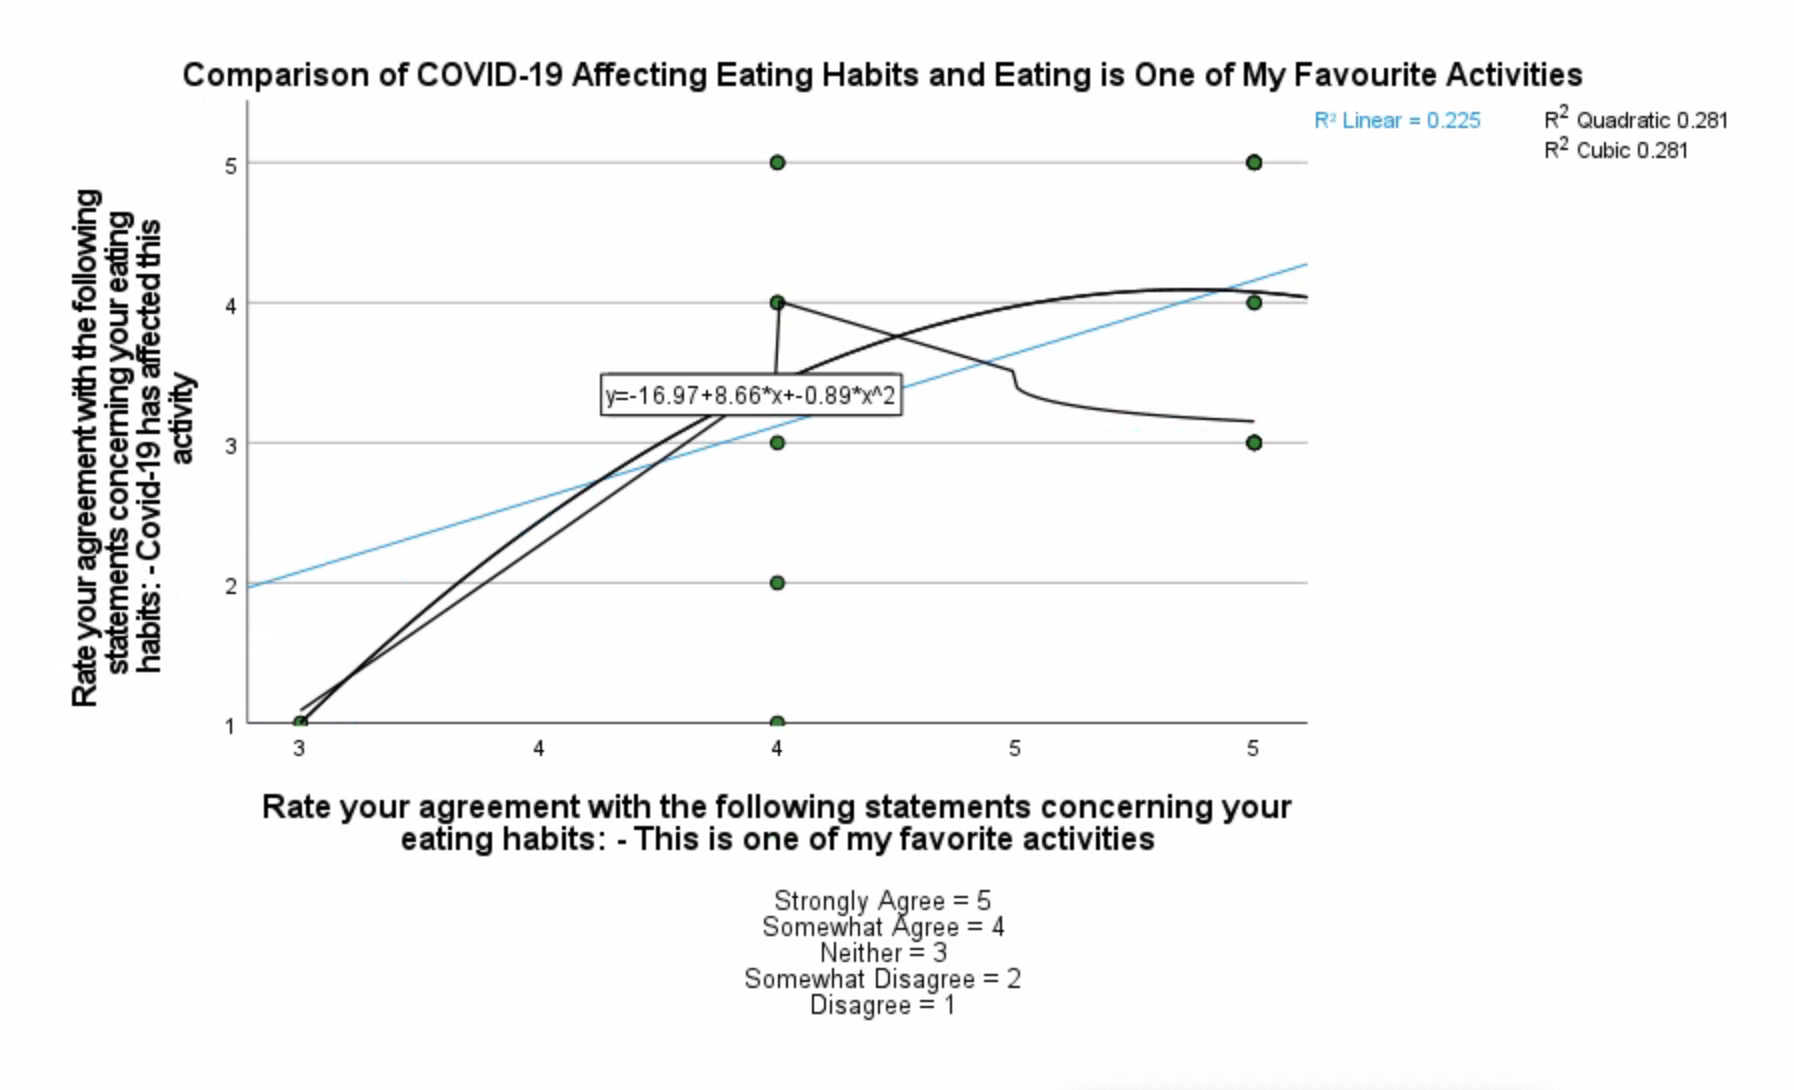 Comparison of COVID-19 Affecting Eating Habits and Eating is One of My Favourite Activities
R² Linear = 0.225
R² Quadratic 0.281
R² Cubic 0.281
Rate your agreement with the following
statements concerning your eating
habits: - Covid-19 has affected this
activity
5
4
3
2
1
y=-16.97+8.66*x+-0.89*x^2
3 4 4 5 5
Rate your agreement with the following statements concerning your
eating habits: - This is one of my favorite activities
Strongly Agree = 5
Somewhat Agree = 4
Neither = 3
Somewhat Disagree = 2
Disagree = 1